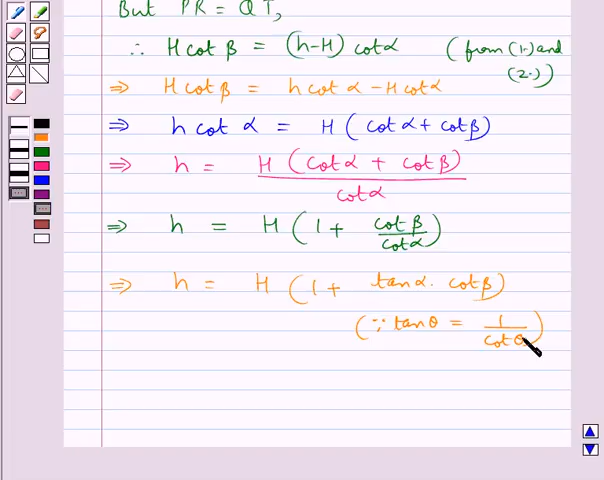 But PR = QT,
∴ H cot β = (h-H) cot α (from (1.) and (2.))
⇒ H cot β = h cot α - H cot α
⇒ h cot α = H (cot α + cot β)
⇒ h = H (cot α + cot β) / cot α
⇒ h = H (1 + cot β / cot α)
⇒ h = H (1 + tan α. cot β)
(∵ tan θ = 1 / cot θ)